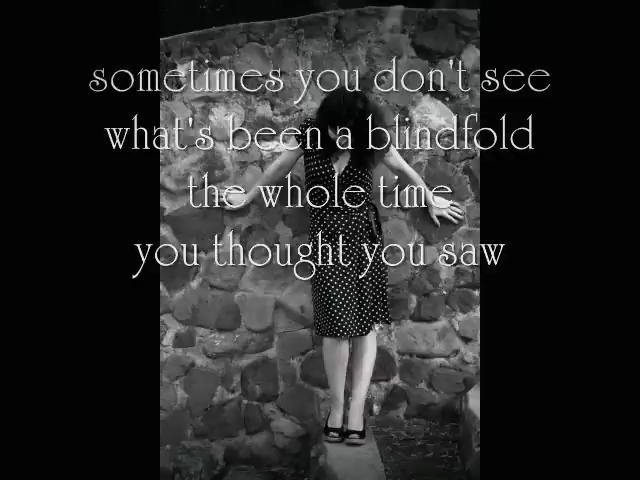 sometimes you don't see
what's been a blindfold
the whole time
you thought you saw